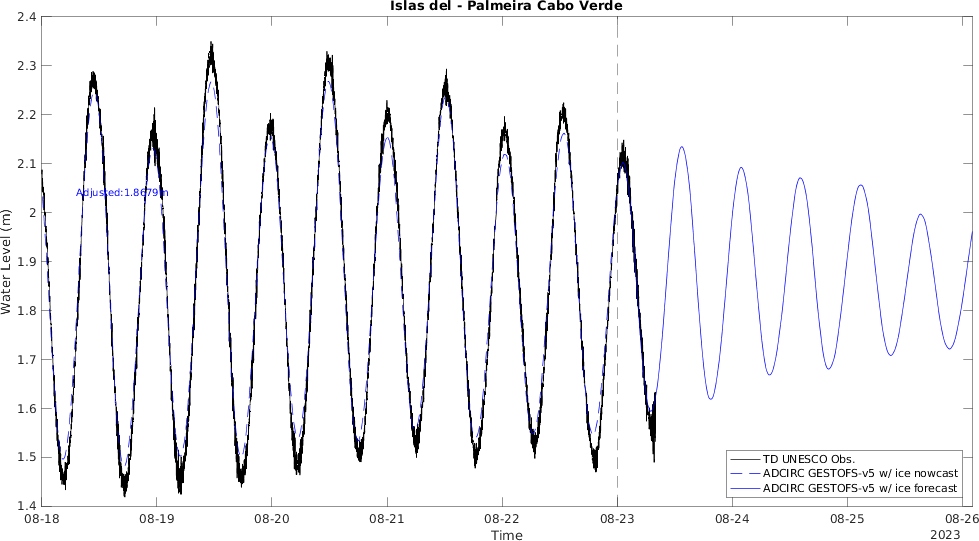 Islas del - Palmeira Cabo Verde
2.4
2.3
2.2
2.1
2
1.9
1.8
1.7
1.6
1.5
1.4
Water Level (m)
Adjusted:1.8679m
TD UNESCO Obs.
ADCIRC GESTOFS-v5 w/ ice nowcast
ADCIRC GESTOFS-v5 w/ ice forecast
08-18 08-19 08-20 08-21 08-22 08-23 08-24 08-25 08-26
Time 2023